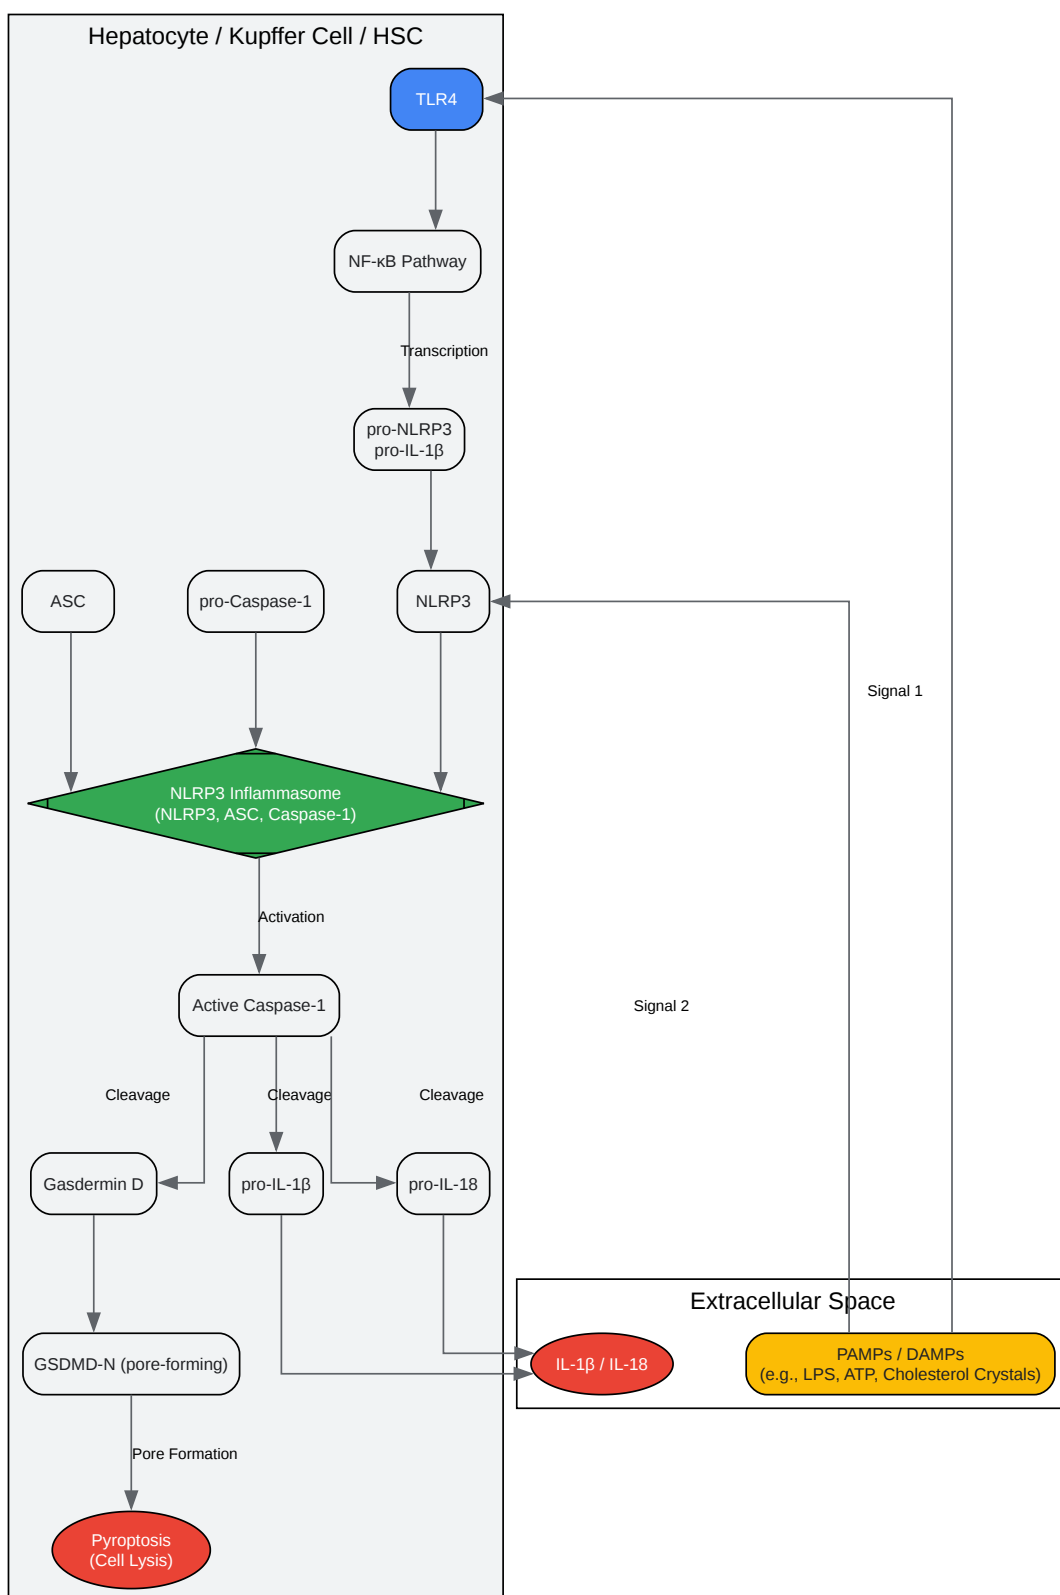 Hepatocyte / Kupffer Cell / HSC
TLR4
NF-κB Pathway
Transcription
pro-NLRP3
pro-IL-1β
ASC
pro-Caspase-1
NLRP3
Signal 1
NLRP3 Inflammasome
(NLRP3, ASC, Caspase-1)
Activation
Active Caspase-1
Signal 2
Cleavage
Cleavage
Cleavage
Gasdermin D
pro-IL-1β
pro-IL-18
Extracellular Space
GSDMD-N (pore-forming)
IL-1β / IL-18
PAMPs / DAMPs
(e.g., LPS, ATP, Cholesterol Crystals)
Pore Formation
Pyroptosis
(Cell Lysis)